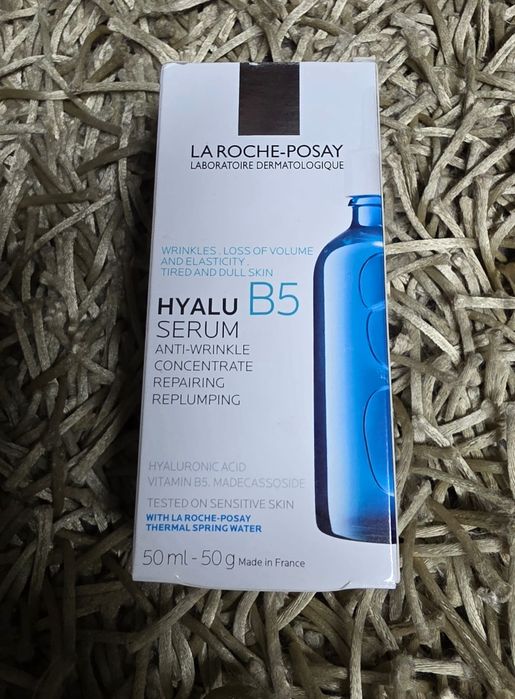 LA ROCHE-POSAY
LABORATOIRE DERMATOLOGIQUE
WRINKLES . LOSS OF VOLUME
AND ELASTICITY .
TIRED AND DULL SKIN
HYALU B5
SERUM
ANTI-WRINKLE
CONCENTRATE
REPAIRING
REPLUMPING
HYALURONIC ACID
VITAMIN B5. MADECASSOSIDE
TESTED ON SENSITIVE SKIN
WITH LA ROCHE-POSAY
THERMAL SPRING WATER
50 ml - 50 g Made in France